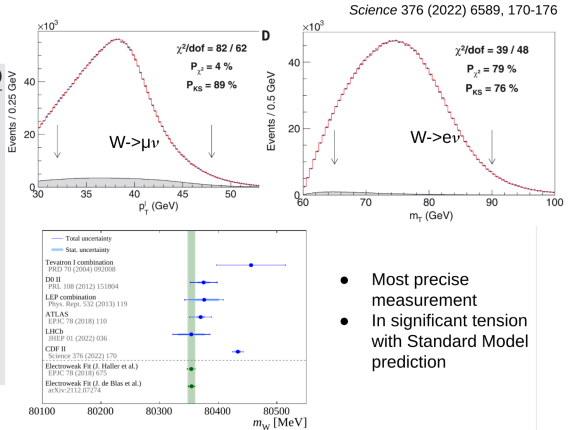 Science 376 (2022) 6589, 170-176
×10³
χ²/dof = 82 / 62
P_χ² = 4 %
P_KS = 89 %
W->μν
Events / 0.25 GeV
40
20
0
30
35
40
45
50
p_T^l (GeV)
×10³
D
χ²/dof = 39 / 48
P_χ² = 79 %
P_KS = 76 %
W->eν
Events / 0.5 GeV
40
20
0
60
70
80
90
100
m_T (GeV)
Total uncertainty
Stat. uncertainty
Tevatron I combination
PRD 70 (2004) 092008
D0 II
PRL 108 (2012) 151804
LEP combination
Phys. Rept. 532 (2013) 119
ATLAS
EPJC 78 (2018) 110
LHCb
JHEP 01 (2022) 036
CDF II
Science 376 (2022) 170
Electroweak Fit (J. Haller et al.)
EPJC 78 (2018) 675
Electroweak Fit (J. de Blas et al.)
arXiv:2112.07274
80100 80200 80300 80400 80500
m_W [MeV]
● Most precise
measurement
● In significant tension
with Standard Model
prediction